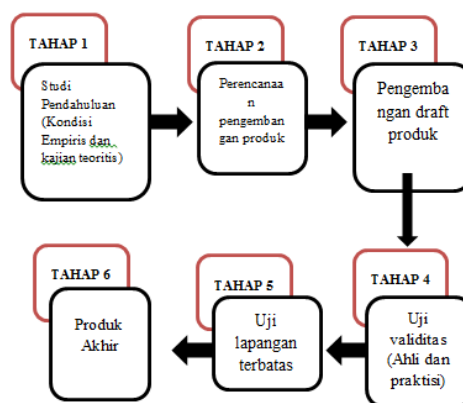 TAHAP 1
Studi
Pendahuluan
(Kondisi
Empiris dan
kajian teoritis)
TAHAP 2
Perencanaa
n
pengemban
gan produk
TAHAP 3
Pengemba
ngan draft
produk
TAHAP 4
Uji
validitas
(Ahli dan
praktisi)
TAHAP 5
Uji
lapangan
terbatas
TAHAP 6
Produk
Akhir